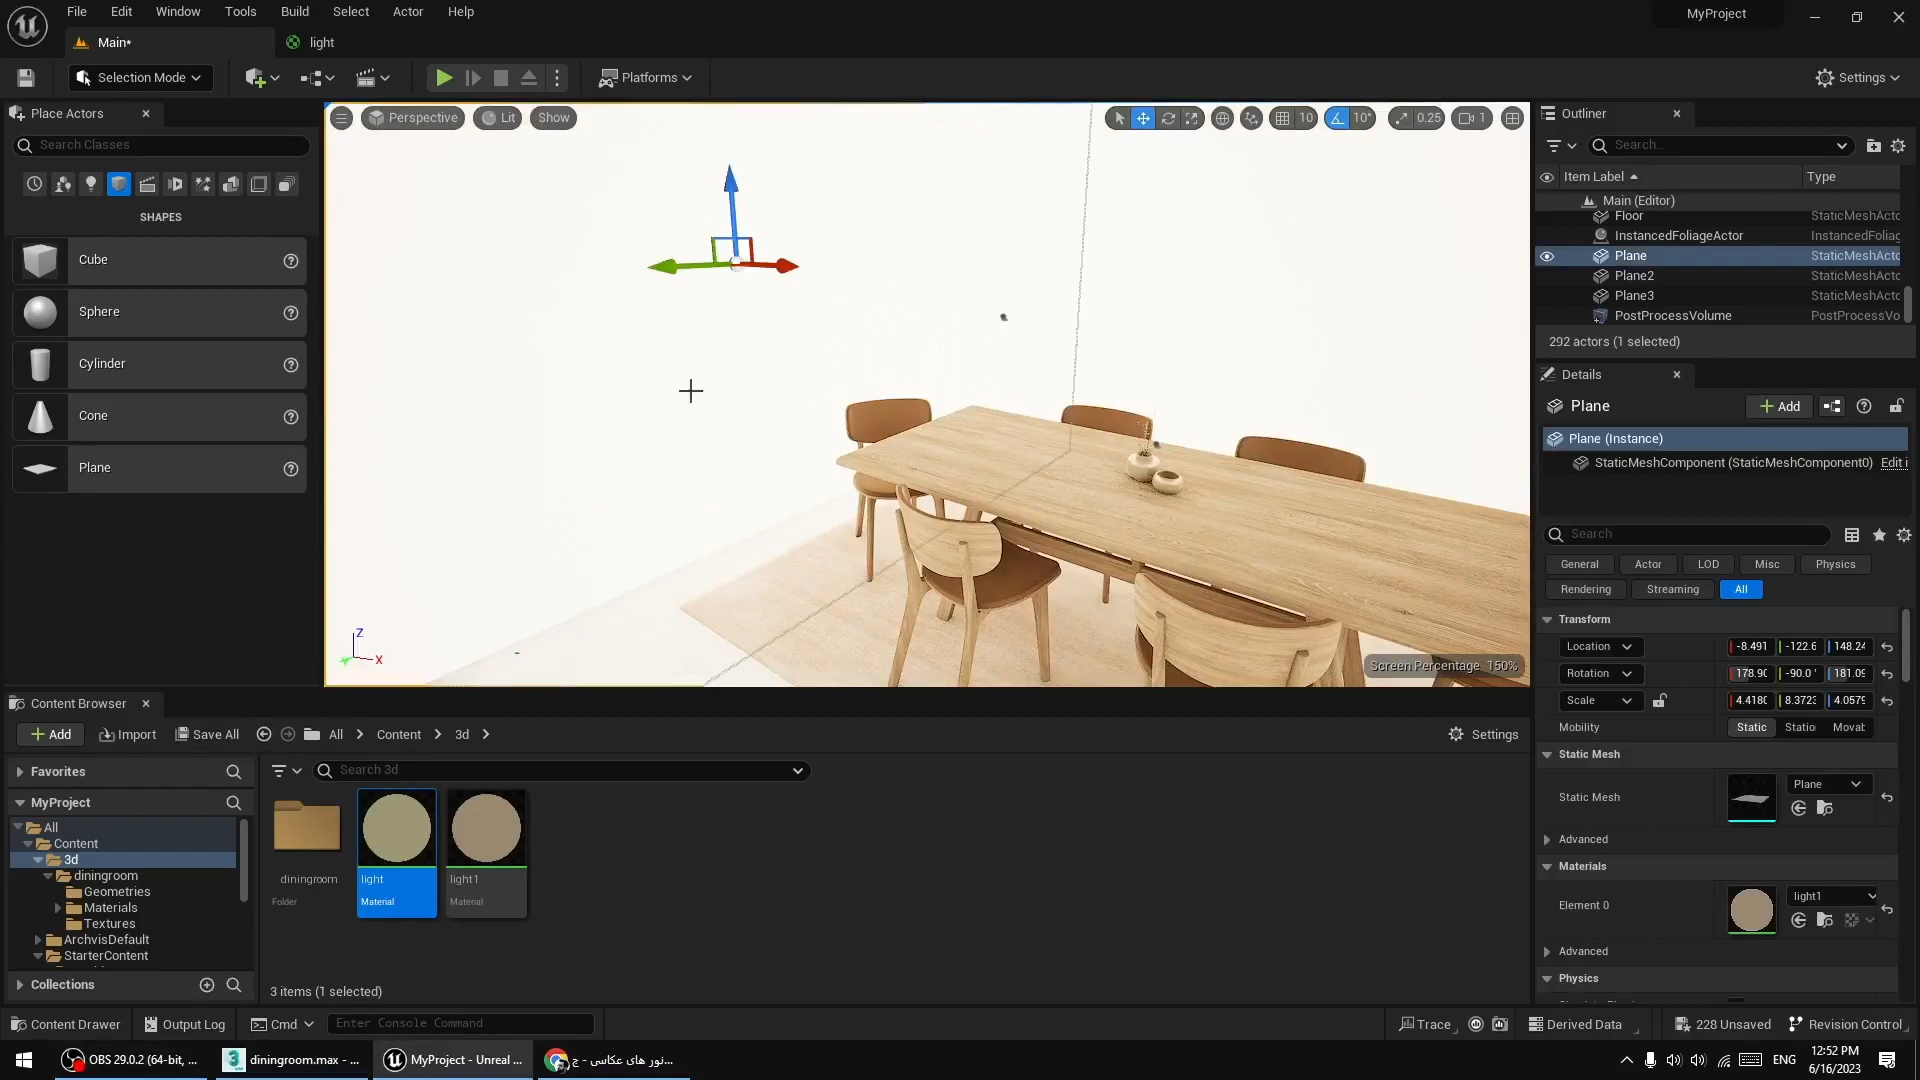 File Edit Window Tools Build Select Actor Help
MyProject
Main*
light
Selection Mode
Platforms
Settings
Place Actors
Search Classes
SHAPES
Cube
Sphere
Cylinder
Cone
Plane
Perspective
Lit
Show
10
10°
0.25
1
Z
X
Screen Percentage 150%
Outliner
Search...
Item Label
Type
Main (Editor)
Floor StaticMeshActo
InstancedFoliageActor InstancedFoliag
Plane StaticMeshActo
Plane2 StaticMeshActo
Plane3 StaticMeshActo
PostProcessVolume PostProcessVo
292 actors (1 selected)
Details
Plane
Add
Plane (Instance)
StaticMeshComponent (StaticMeshComponent0) Edit i
Search
General Actor LOD Misc Physics
Rendering Streaming All
Transform
Location -8.491 -122.6 148.24
Rotation 178.90 -90.0 ° 181.09
Scale 4.4180 8.3723 4.0579
Mobility Static Statio Movab
Static Mesh
Static Mesh Plane
Advanced
Materials
Element 0 light1
Advanced
Physics
Content Browser
Add Import Save All All Content 3d
Settings
Favorites
Search 3d
MyProject
All
Content
3d
diningroom
Geometries
Materials
Textures
ArchvisDefault
StarterContent
Collections
diningroom
Folder
light
Material
light1
Material
3 items (1 selected)
Content Drawer Output Log Cmd Enter Console Command
Trace Derived Data 228 Unsaved Revision Control
OBS 29.0.2 (64-bit, ...
diningroom.max - ...
MyProject - Unreal ...
نور های عکاسی - ج...
ENG
12:52 PM
6/16/2023